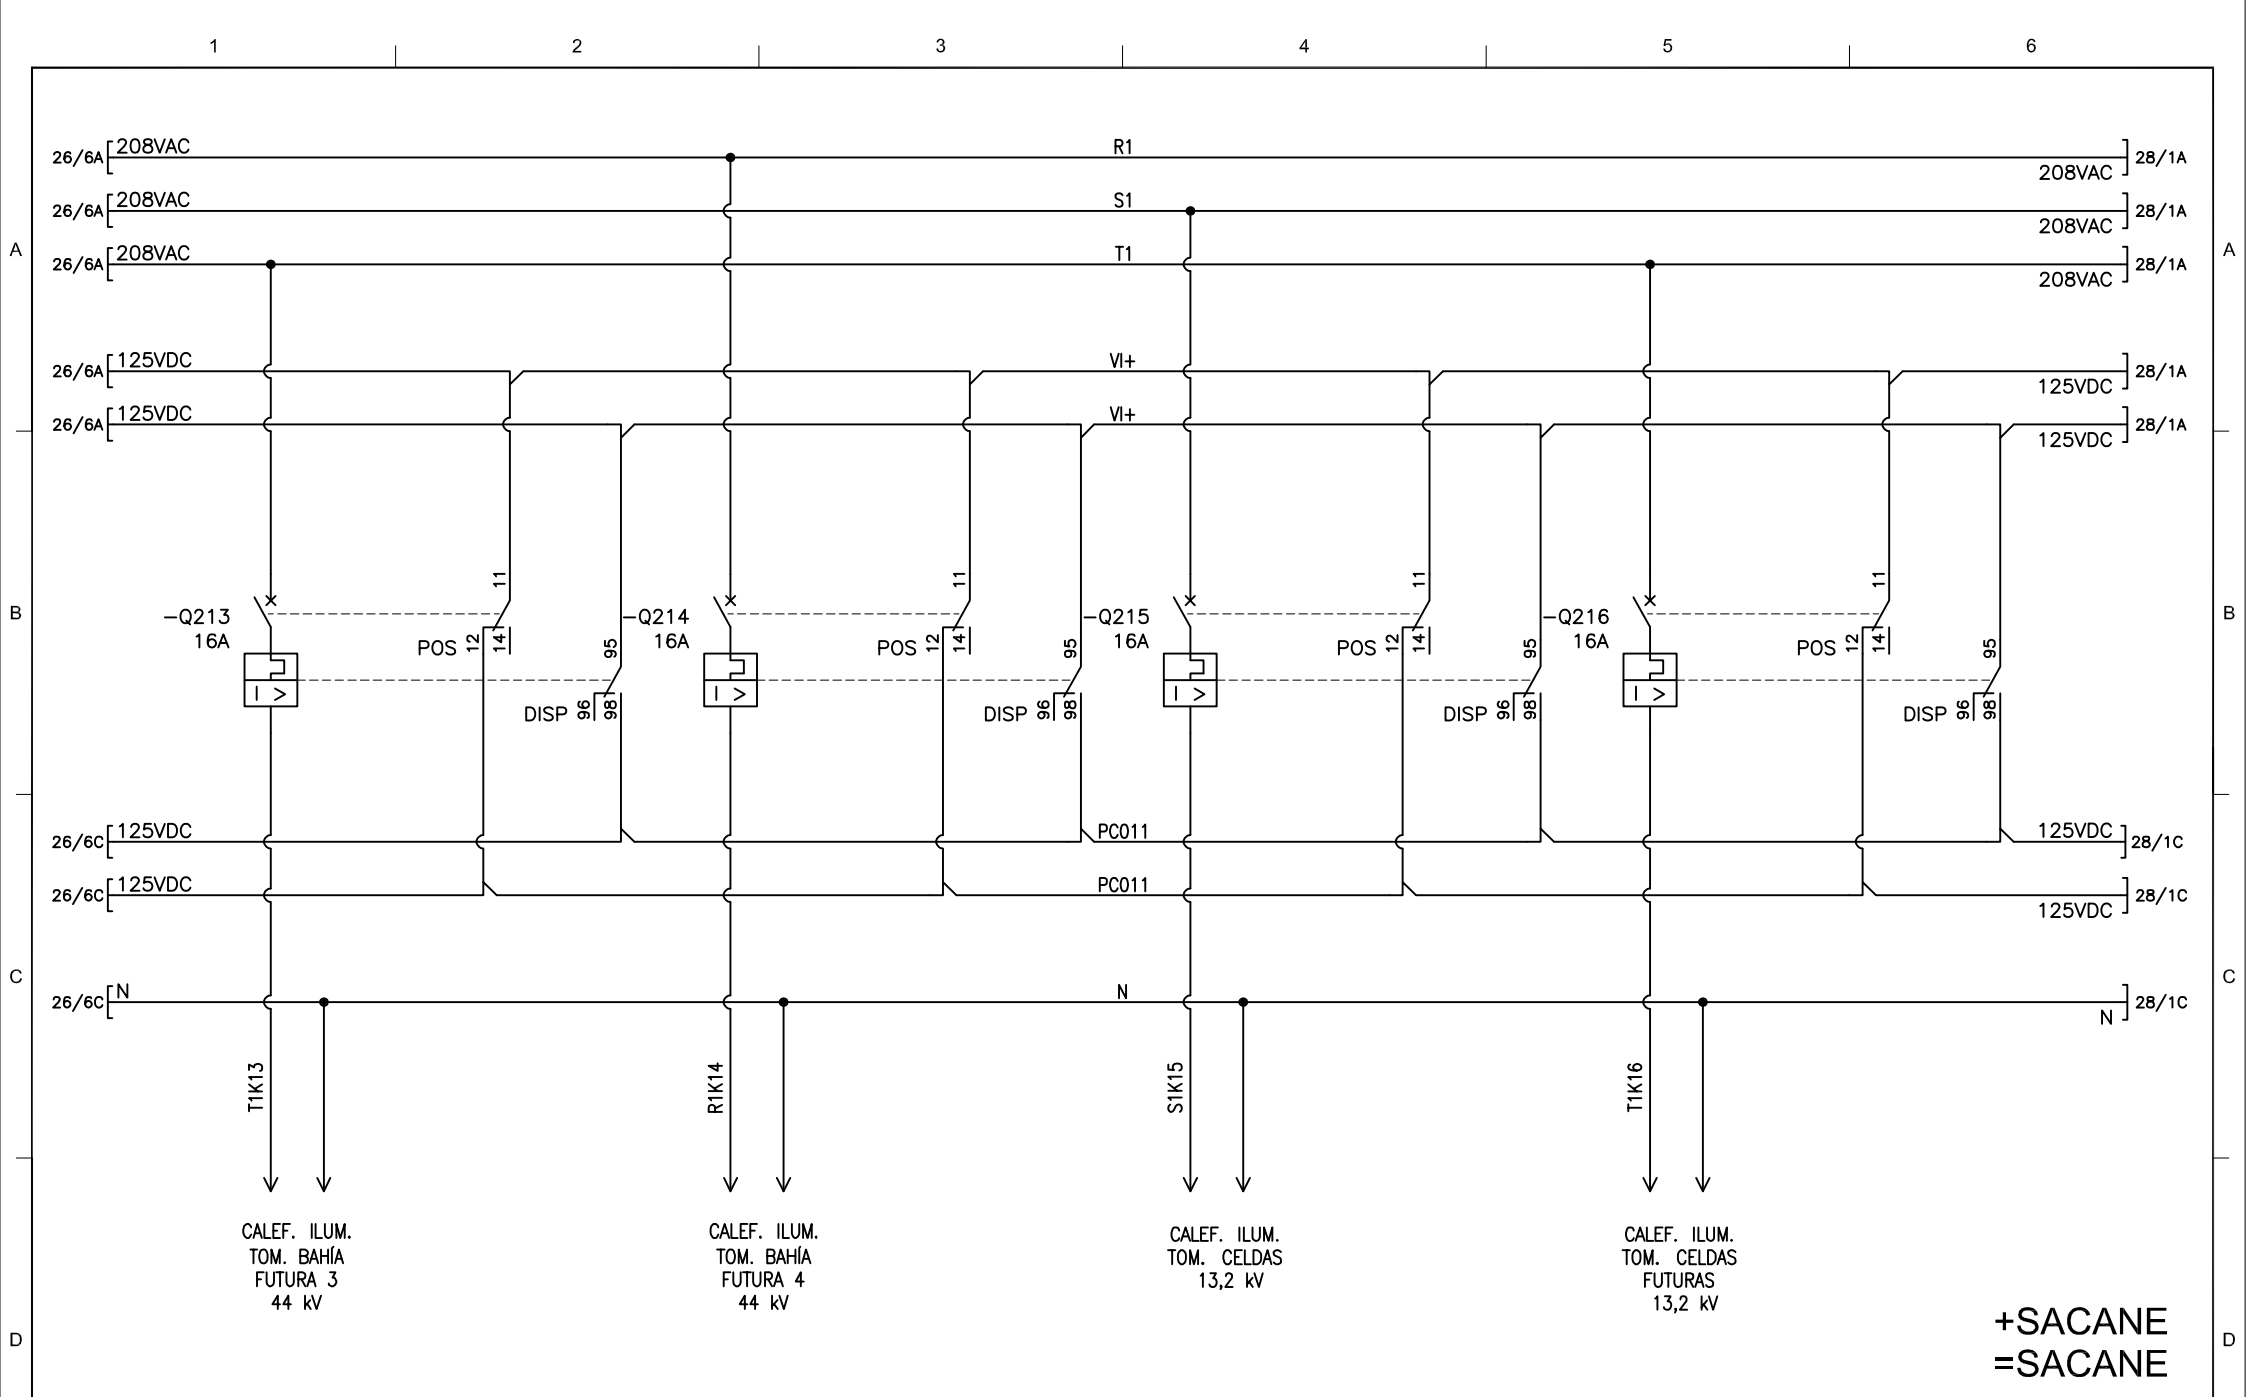 1 2 3 4 5 6
26/6A 208VAC R1 208VAC 28/1A
26/6A 208VAC S1 208VAC 28/1A
A 26/6A 208VAC T1 208VAC 28/1A A
26/6A 125VDC VI+ 125VDC 28/1A
26/6A 125VDC VI+ 125VDC 28/1A
B B
-Q213
16A
POS 12 14 11
DISP 96 98 95
-Q214
16A
POS 12 14 11
DISP 96 98 95
-Q215
16A
POS 12 14 11
DISP 96 98 95
-Q216
16A
POS 12 14 11
DISP 96 98 95
26/6C 125VDC PC011 125VDC 28/1C
26/6C 125VDC PC011 125VDC 28/1C
C C
26/6C N N N 28/1C
T1K13
R1K14
S1K15
T1K16
CALEF. ILUM.
TOM. BAHÍA
FUTURA 3
44 kV
CALEF. ILUM.
TOM. BAHÍA
FUTURA 4
44 kV
CALEF. ILUM.
TOM. CELDAS
13,2 kV
CALEF. ILUM.
TOM. CELDAS
FUTURAS
13,2 kV
D D
+SACANE
=SACANE